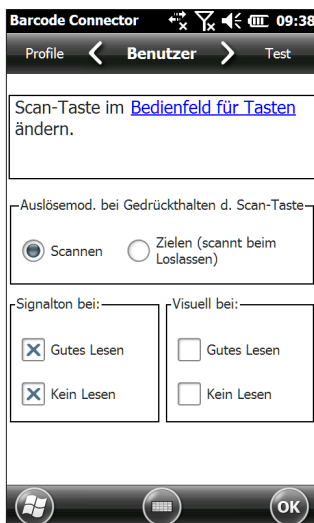 Barcode Connector 09:38
Profile Benutzer Test
Scan-Taste im Bedienfeld für Tasten
ändern.
Auslösemod. bei Gedrückthalten d. Scan-Taste
Scannen
Zielen (scannt beim
Loslassen)
Signalton bei:
Gutes Lesen
Kein Lesen
Visuell bei:
Gutes Lesen
Kein Lesen
OK